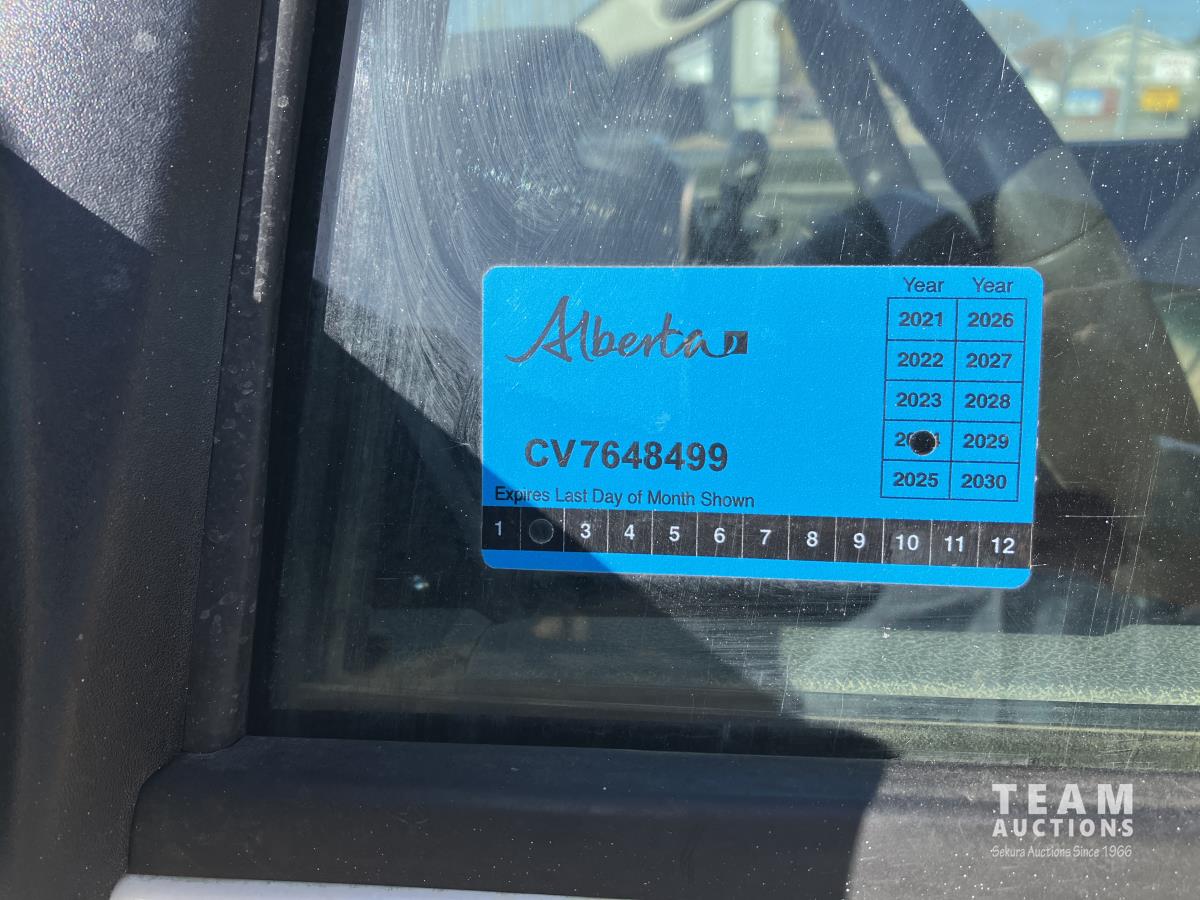 Alberta
Year Year
2021 2026
2022 2027
2023 2028
2029
2025 2030
CV7648499
Expires Last Day of Month Shown
1 3 4 5 6 7 8 9 10 11 12
TEAM
AUCTIONS
Sekura Auctions Since 1966